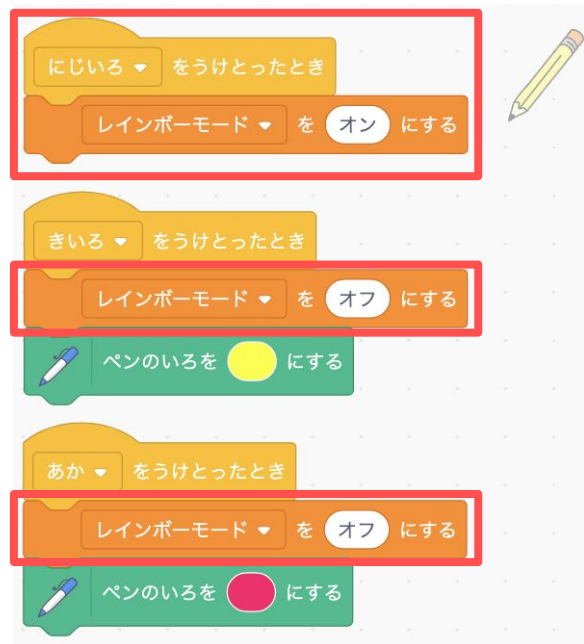 にじいろ をうけとったとき
レインボーモード を オン にする
きいろ をうけとったとき
レインボーモード を オフ にする
ペンのいろを にする
あか をうけとったとき
レインボーモード を オフ にする
ペンのいろを にする